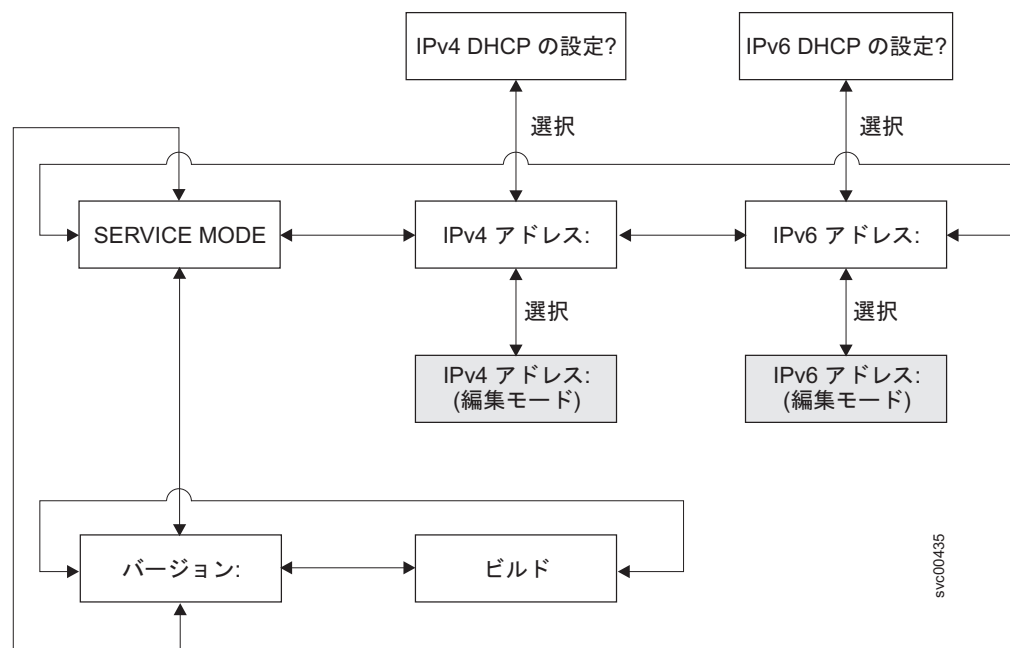 IPv4 DHCP の設定?
IPv6 DHCP の設定?
選択
選択
SERVICE MODE
IPv4 アドレス:
IPv6 アドレス:
選択
選択
IPv4 アドレス:
(編集モード)
IPv6 アドレス:
(編集モード)
バージョン:
ビルド
svc00435